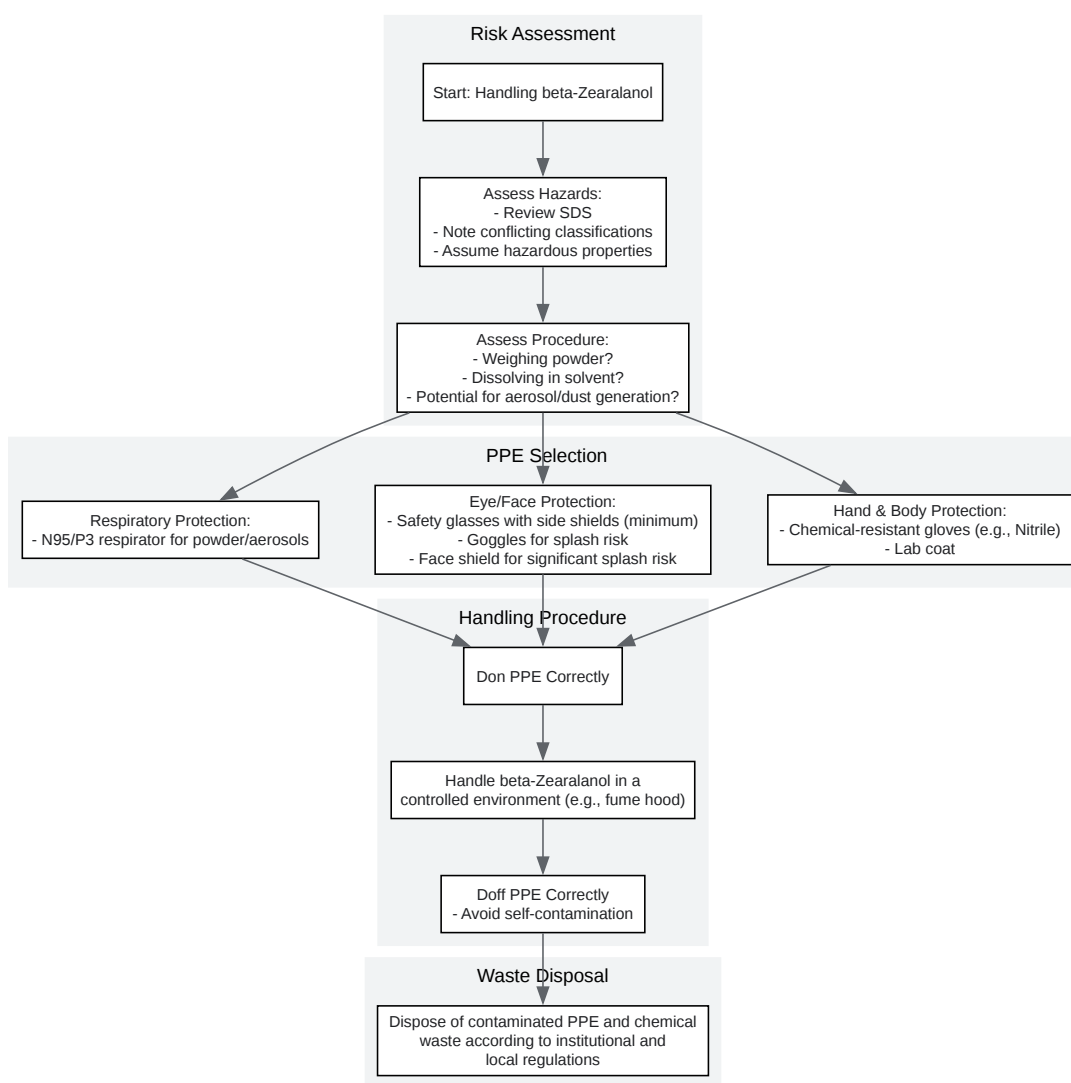 Risk Assessment
Start: Handling beta-Zearalanol
Assess Hazards:
- Review SDS
- Note conflicting classifications
- Assume hazardous properties
Assess Procedure:
- Weighing powder?
- Dissolving in solvent?
- Potential for aerosol/dust generation?
PPE Selection
Respiratory Protection:
- N95/P3 respirator for powder/aerosols
Eye/Face Protection:
- Safety glasses with side shields (minimum)
- Goggles for splash risk
- Face shield for significant splash risk
Hand & Body Protection:
- Chemical-resistant gloves (e.g., Nitrile)
- Lab coat
Handling Procedure
Don PPE Correctly
Handle beta-Zearalanol in a
controlled environment (e.g., fume hood)
Doff PPE Correctly
- Avoid self-contamination
Waste Disposal
Dispose of contaminated PPE and chemical
waste according to institutional and
local regulations